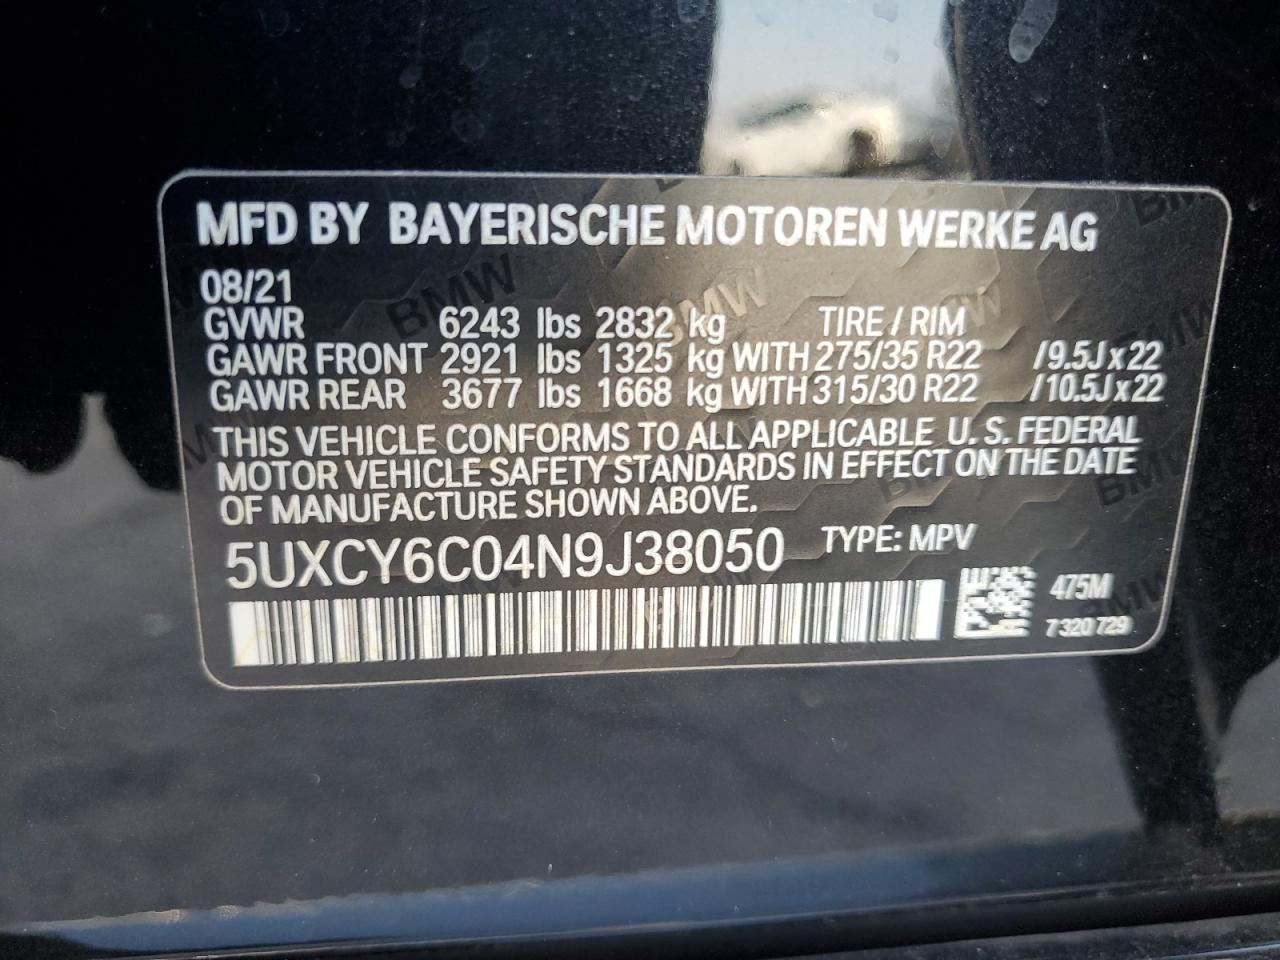 MFD BY BAYERISCHE MOTOREN WERKE AG
08/21
GVWR 6243 lbs 2832 kg TIRE / RIM
GAWR FRONT 2921 lbs 1325 kg WITH 275/35 R22 /9.5J x 22
GAWR REAR 3677 lbs 1668 kg WITH 315/30 R22 /10.5J x 22
THIS VEHICLE CONFORMS TO ALL APPLICABLE U. S. FEDERAL
MOTOR VEHICLE SAFETY STANDARDS IN EFFECT ON THE DATE
OF MANUFACTURE SHOWN ABOVE.
5UXCY6C04N9J38050 TYPE: MPV
475M
7 320 729